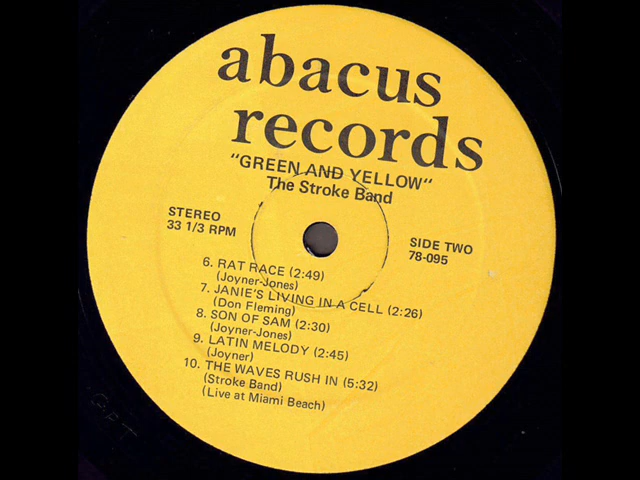 abacus
records
"GREEN AND YELLOW"
The Stroke Band
STEREO
33 1/3 RPM
SIDE TWO
78-095
6. RAT RACE (2:49)
(Joyner-Jones)
7. JANIE'S LIVING IN A CELL (2:26)
(Don Fleming)
8. SON OF SAM (2:30)
(Joyner-Jones)
9. LATIN MELODY (2:45)
(Joyner)
10. THE WAVES RUSH IN (5:32)
(Stroke Band)
(Live at Miami Beach)